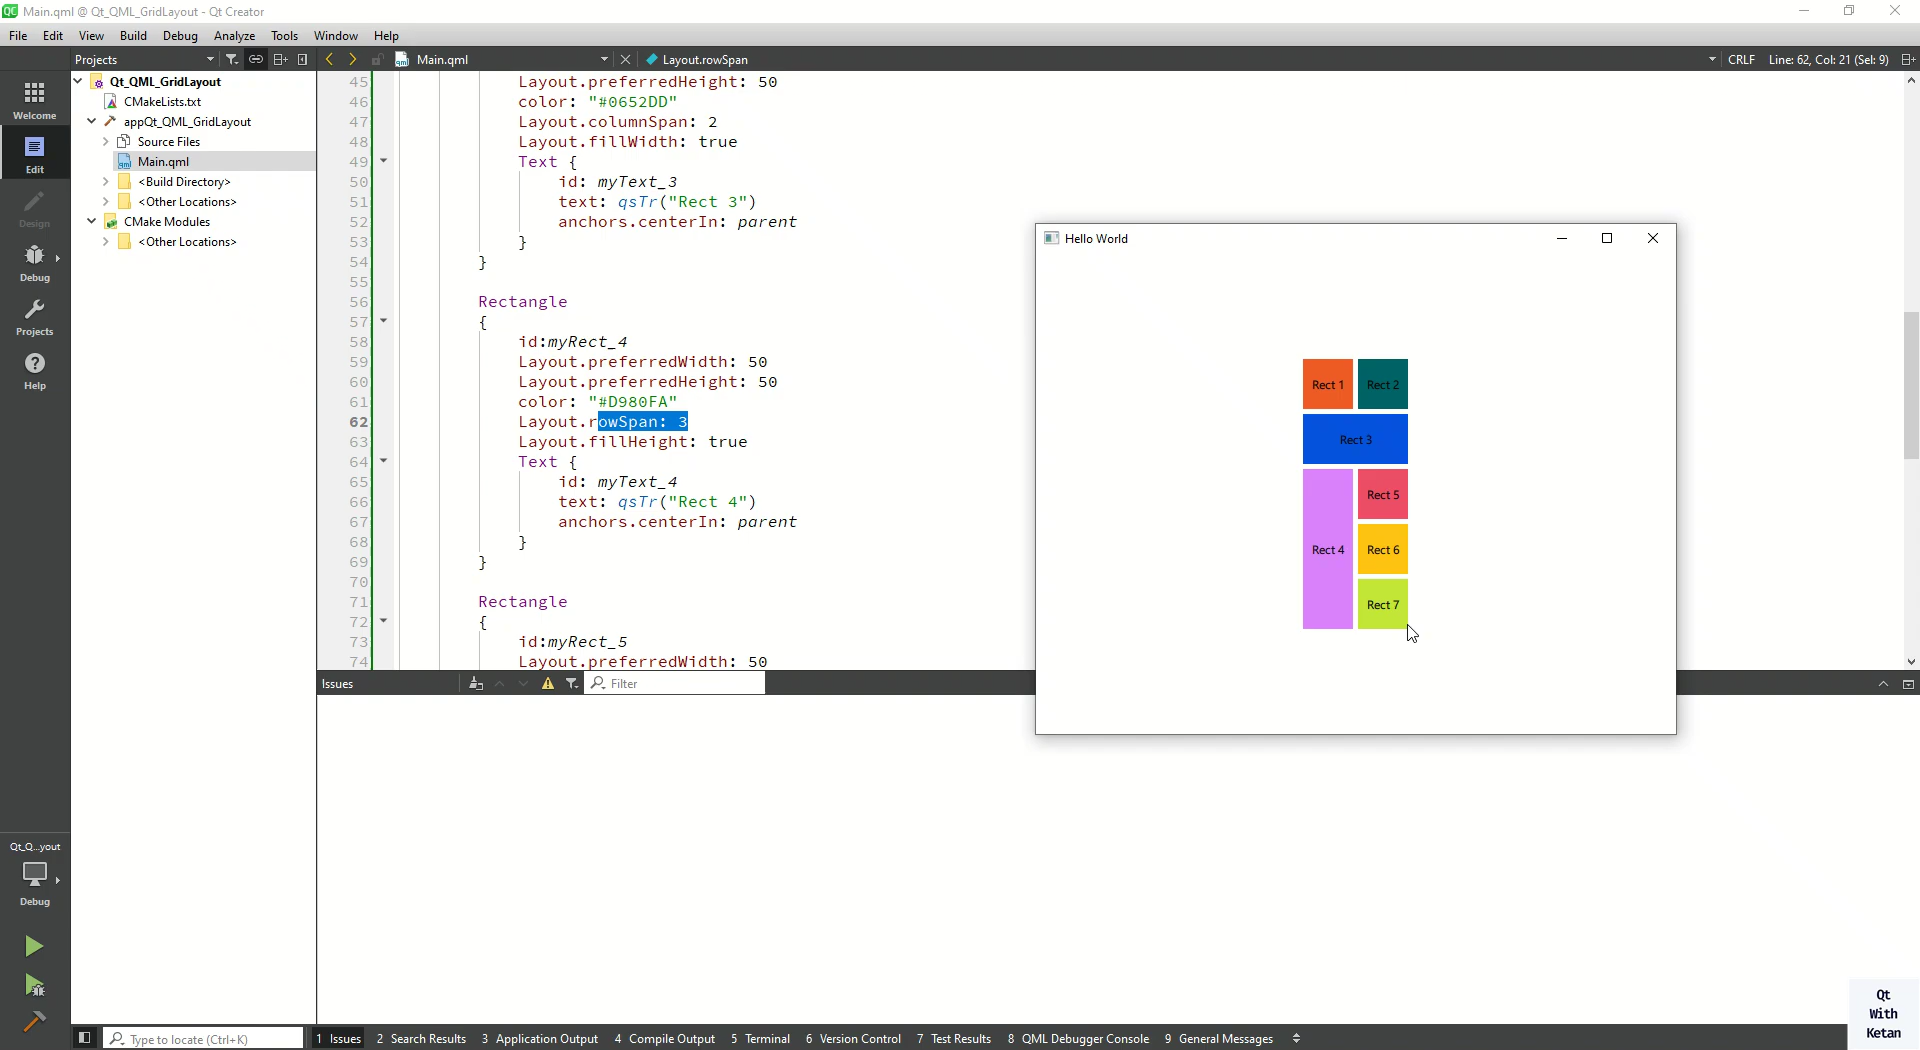 Main.qml @ Qt_QML_GridLayout - Qt Creator
File Edit View Build Debug Analyze Tools Window Help
Projects
Main.qml
Layout.rowSpan
CRLF
Line: 62, Col: 21 (Sel: 9)
Welcome
Edit
Design
Debug
Projects
Help
Qt_QML_GridLayout
CMakeLists.txt
appQt_QML_GridLayout
Source Files
Main.qml
<Build Directory>
<Other Locations>
CMake Modules
<Other Locations>
45 Layout.preferredHeight: 50
46 color: "#0652DD"
47 Layout.columnSpan: 2
48 Layout.fillWidth: true
49 Text {
50 id: myText_3
51 text: qsTr("Rect 3")
52 anchors.centerIn: parent
53 }
54 }
55
56 Rectangle
57 {
58 id:myRect_4
59 Layout.preferredWidth: 50
60 Layout.preferredHeight: 50
61 color: "#D980FA"
62 Layout.rowSpan: 3
63 Layout.fillHeight: true
64 Text {
65 id: myText_4
66 text: qsTr("Rect 4")
67 anchors.centerIn: parent
68 }
69 }
70
71 Rectangle
72 {
73 id:myRect_5
74 Layout.preferredWidth: 50
Hello World
Rect 1
Rect 2
Rect 3
Rect 4
Rect 5
Rect 6
Rect 7
Issues
Filter
Qt_Q...yout
Debug
Type to locate (Ctrl+K)
1 Issues 2 Search Results 3 Application Output 4 Compile Output 5 Terminal 6 Version Control 7 Test Results 8 QML Debugger Console 9 General Messages
Qt
With
Ketan